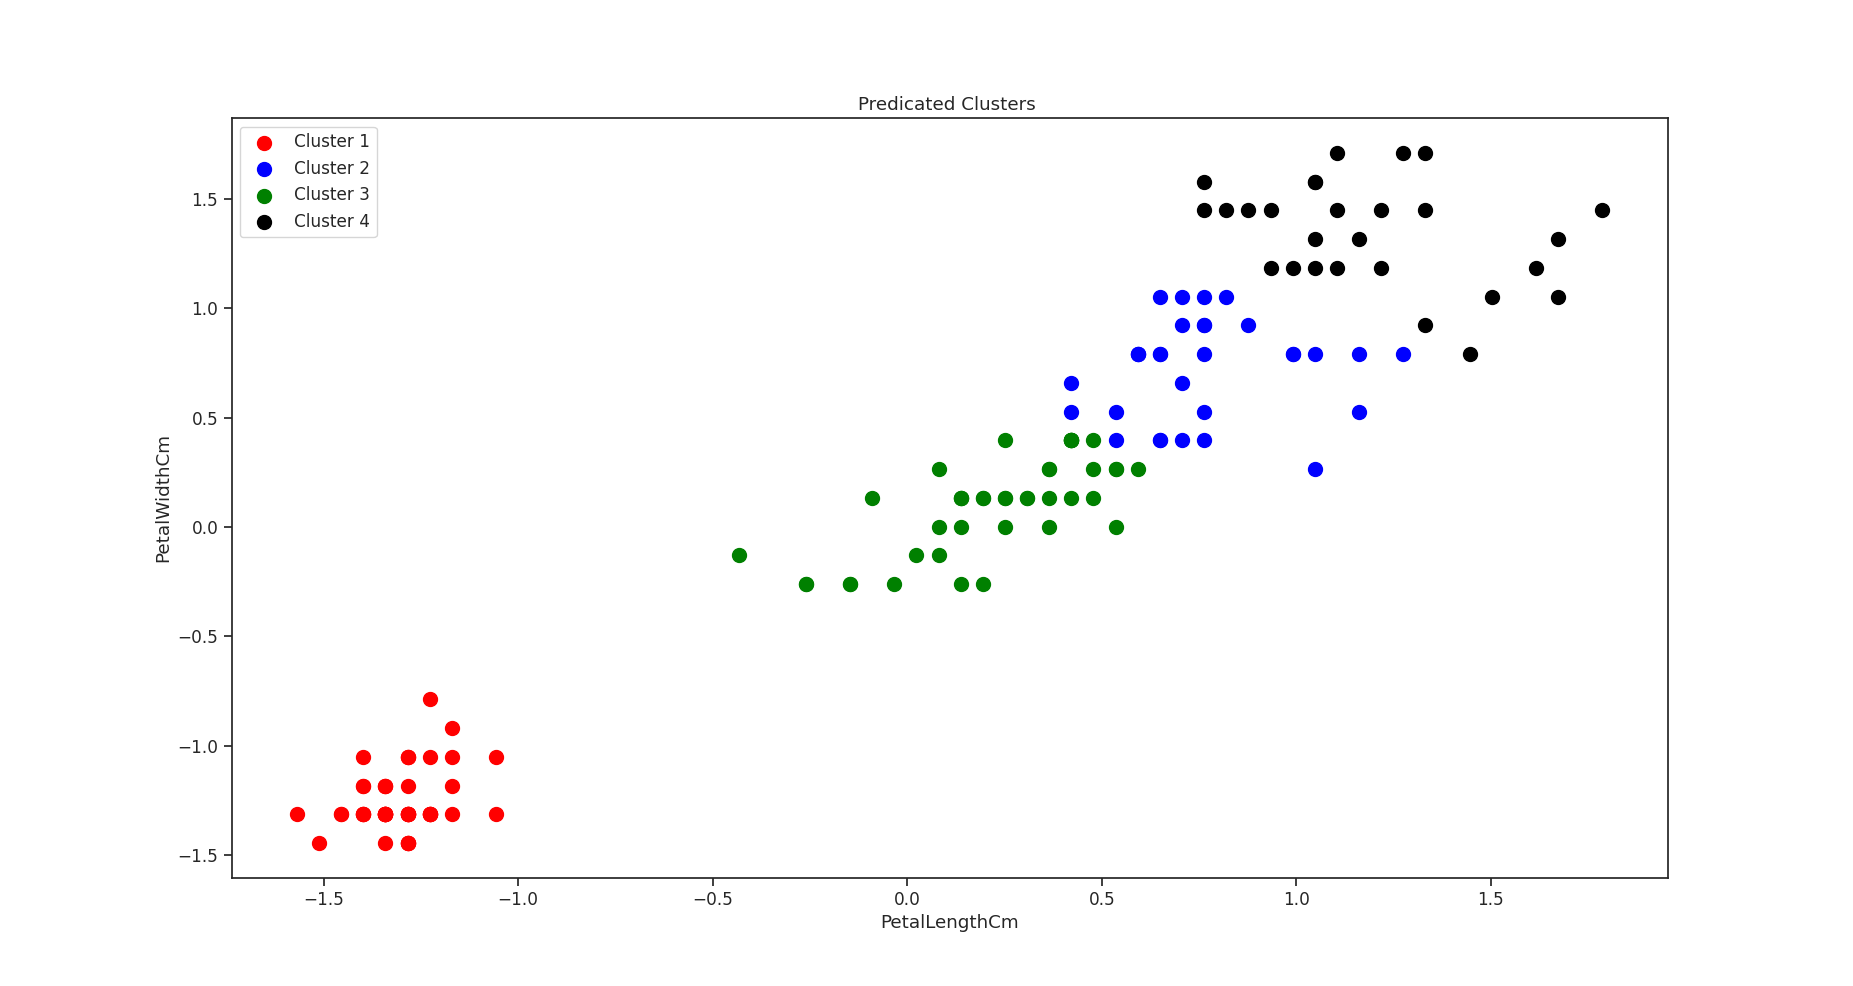 Predicated Clusters
Cluster 1
Cluster 2
Cluster 3
Cluster 4
1.5
1.0
0.5
0.0
−0.5
−1.0
−1.5
PetalWidthCm
−1.5 −1.0 −0.5 0.0 0.5 1.0 1.5
PetalLengthCm